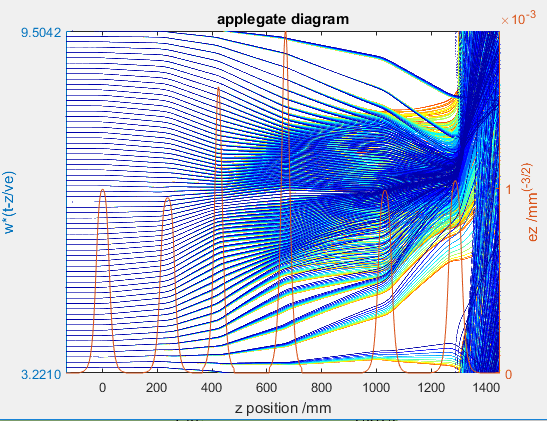 applegate diagram
×10⁻³
9.5042
w*(t-z/ve)
1
ez /mm(-3/2)
3.2210
0
0 200 400 600 800 1000 1200 1400
z position /mm